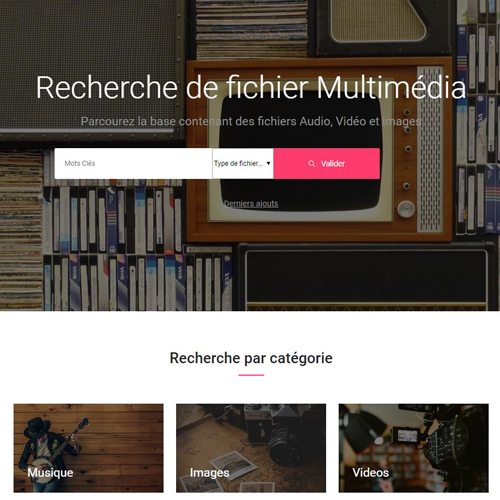 Recherche de fichier Multimédia
Parcourez la base contenant des fichiers Audio, Vidéo et Images.
Mots Clés
Type de fichier...
Valider
Derniers ajouts
Recherche par catégorie
Musique
Images
Videos